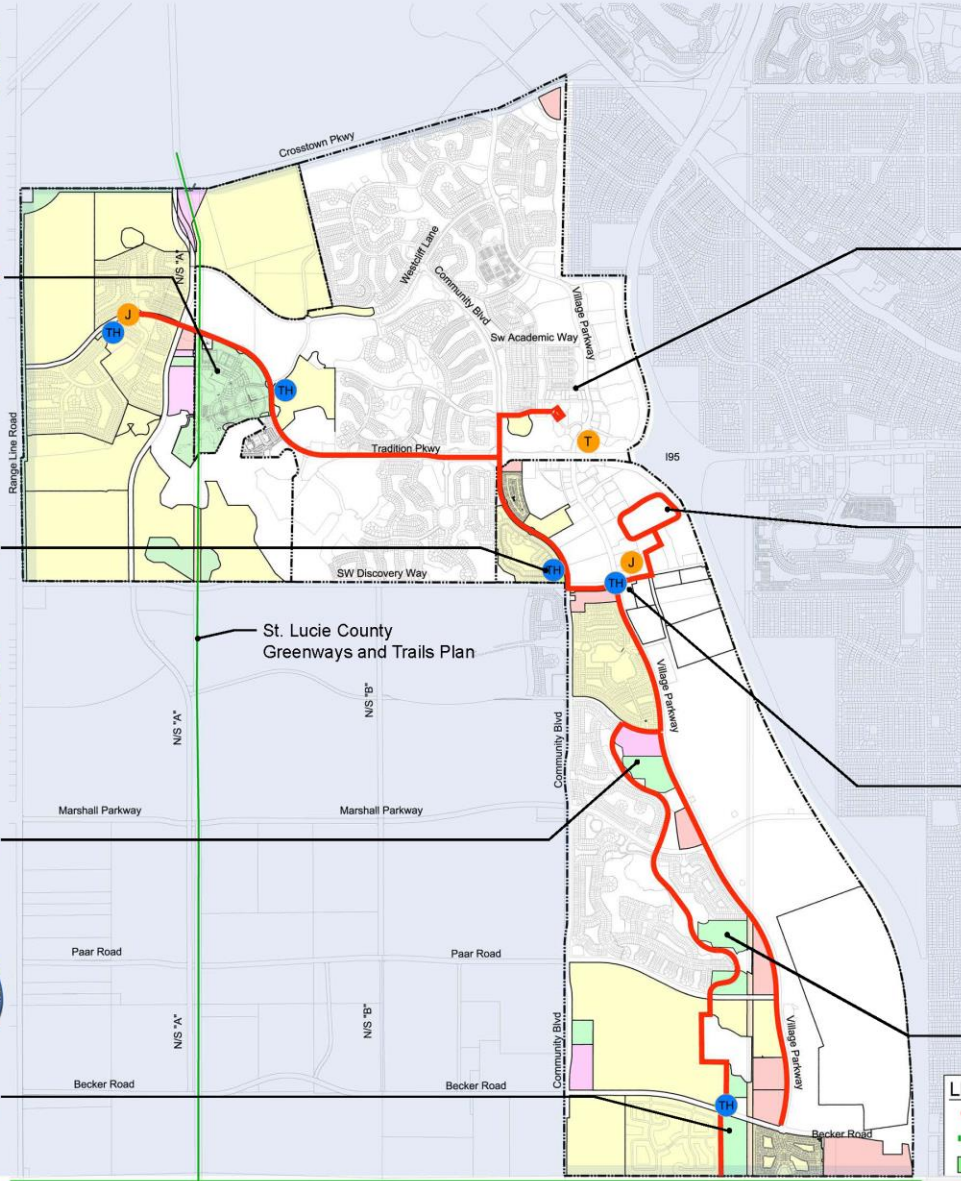 Crosstown Pkwy
N/S "A"
Westcliff Lane
Community Blvd
Village Parkway
Sw Academic Way
J
TH
TH
T
Tradition Pkwy
I95
Range Line Road
J
TH
TH
SW Discovery Way
St. Lucie County
Greenways and Trails Plan
Village Parkway
N/S "A"
N/S "B"
Community Blvd
Marshall Parkway
Marshall Parkway
Paar Road
Paar Road
N/S "A"
N/S "B"
Community Blvd
Village Parkway
Becker Road
Becker Road
TH
Becker Road